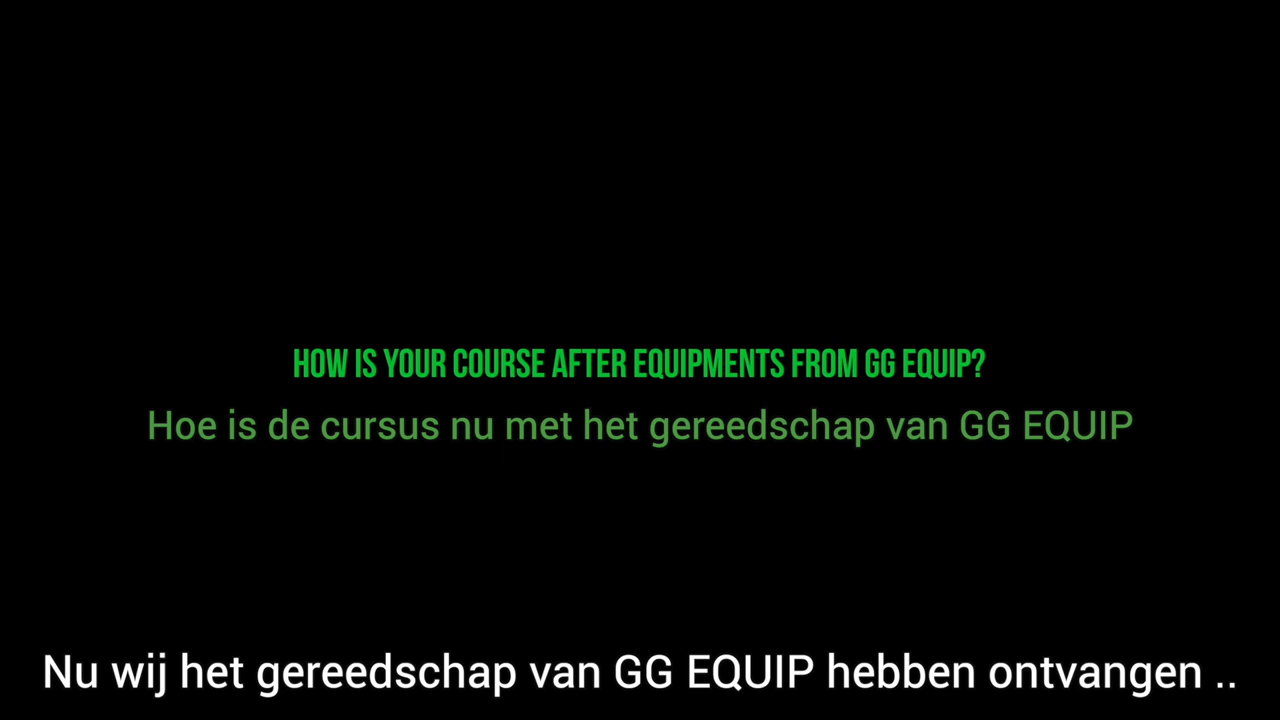 HOW IS YOUR COURSE AFTER EQUIPMENTS FROM GG EQUIP?
Hoe is de cursus nu met het gereedschap van GG EQUIP
Nu wij het gereedschap van GG EQUIP hebben ontvangen ..